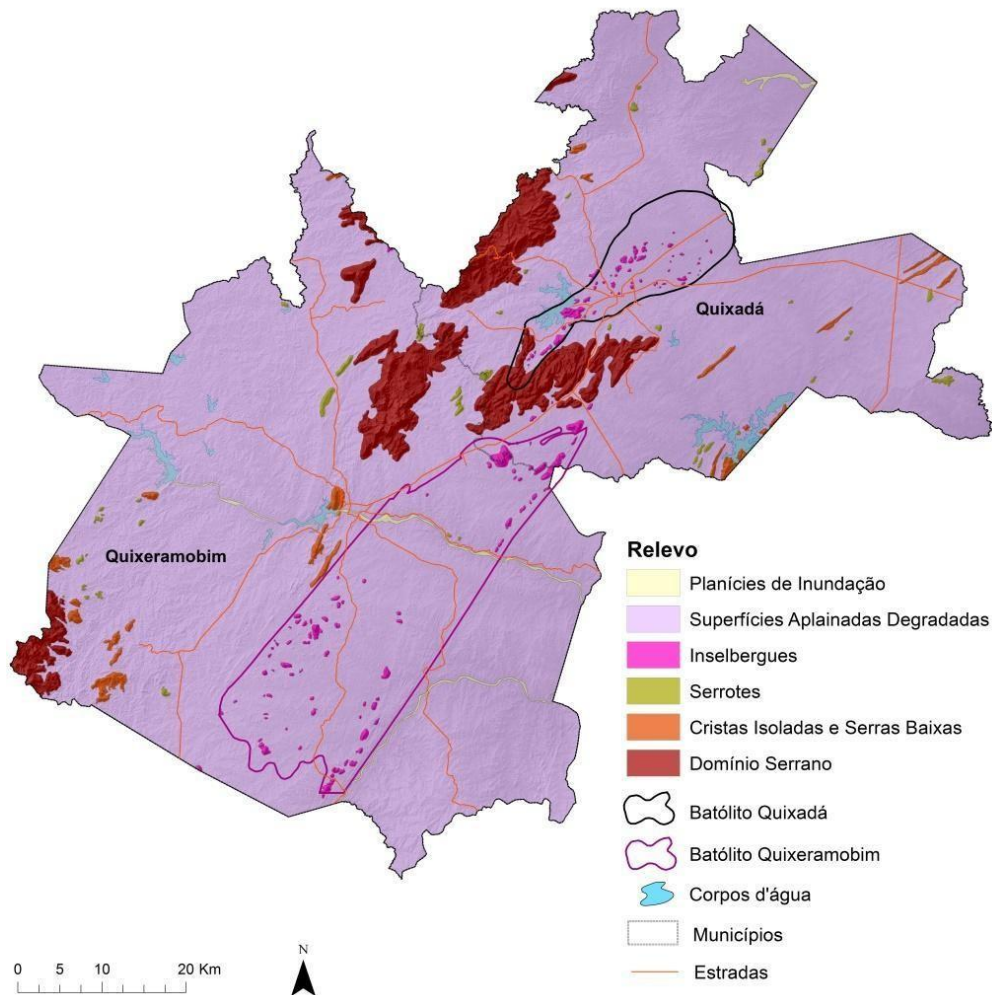 Quixadá
Quixeramobim
Relevo
Planícies de Inundação
Superfícies Aplainadas Degradadas
Inselbergues
Serrotes
Cristas Isoladas e Serras Baixas
Domínio Serrano
Batólito Quixadá
Batólito Quixeramobim
Corpos d'água
Municípios
Estradas
N
0 5 10 20 Km